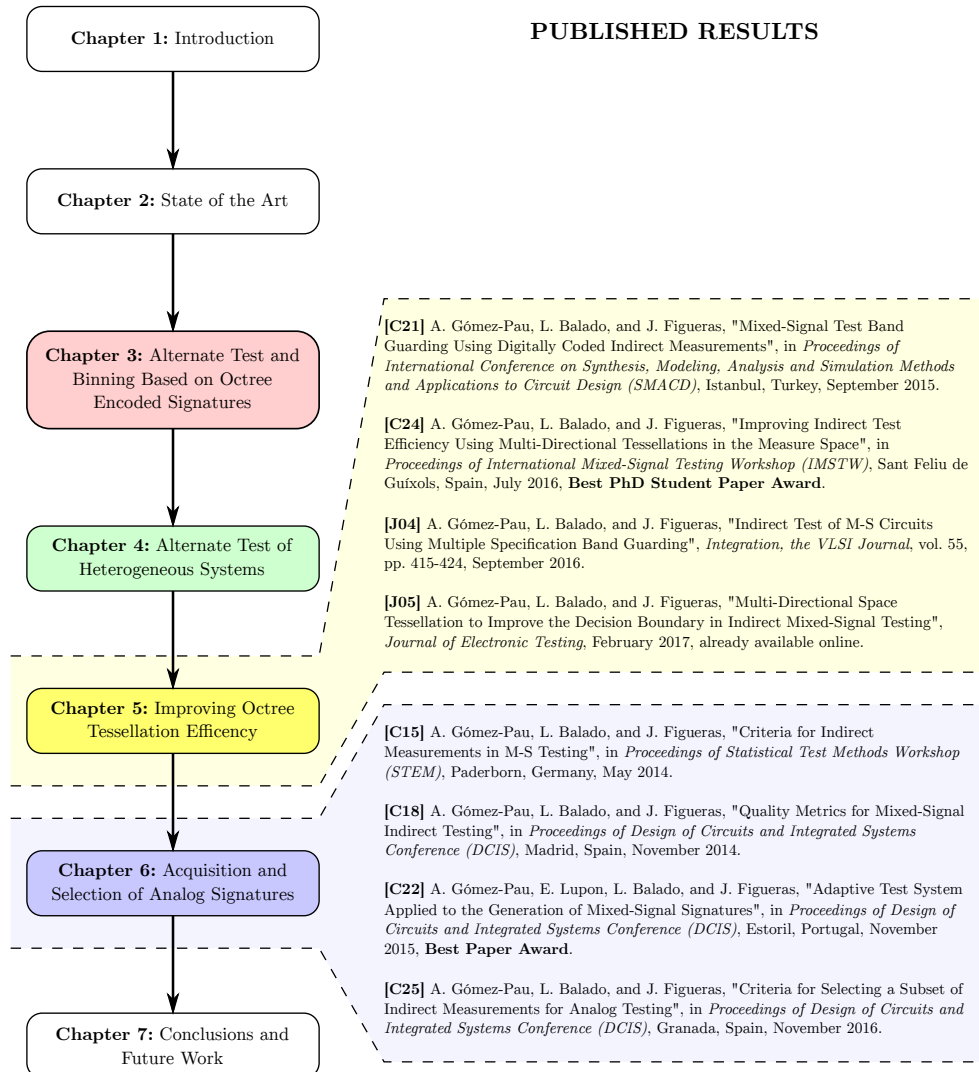 Chapter 1: Introduction
PUBLISHED RESULTS
Chapter 2: State of the Art
Chapter 3: Alternate Test and
Binning Based on Octree
Encoded Signatures
Chapter 4: Alternate Test of
Heterogeneous Systems
Chapter 5: Improving Octree
Tessellation Efficency
Chapter 6: Acquisition and
Selection of Analog Signatures
Chapter 7: Conclusions and
Future Work
[C21] A. Gómez-Pau, L. Balado, and J. Figueras, "Mixed-Signal Test Band
Guarding Using Digitally Coded Indirect Measurements", in Proceedings of
International Conference on Synthesis, Modeling, Analysis and Simulation Methods
and Applications to Circuit Design (SMACD), Istanbul, Turkey, September 2015.
[C24] A. Gómez-Pau, L. Balado, and J. Figueras, "Improving Indirect Test
Efficiency Using Multi-Directional Tessellations in the Measure Space", in
Proceedings of International Mixed-Signal Testing Workshop (IMSTW), Sant Feliu de
Guíxols, Spain, July 2016, Best PhD Student Paper Award.
[J04] A. Gómez-Pau, L. Balado, and J. Figueras, "Indirect Test of M-S Circuits
Using Multiple Specification Band Guarding", Integration, the VLSI Journal, vol. 55,
pp. 415-424, September 2016.
[J05] A. Gómez-Pau, L. Balado, and J. Figueras, "Multi-Directional Space
Tessellation to Improve the Decision Boundary in Indirect Mixed-Signal Testing",
Journal of Electronic Testing, February 2017, already available online.
[C15] A. Gómez-Pau, L. Balado, and J. Figueras, "Criteria for Indirect
Measurements in M-S Testing", in Proceedings of Statistical Test Methods Workshop
(STEM), Paderborn, Germany, May 2014.
[C18] A. Gómez-Pau, L. Balado, and J. Figueras, "Quality Metrics for Mixed-Signal
Indirect Testing", in Proceedings of Design of Circuits and Integrated Systems
Conference (DCIS), Madrid, Spain, November 2014.
[C22] A. Gómez-Pau, E. Lupon, L. Balado, and J. Figueras, "Adaptive Test System
Applied to the Generation of Mixed-Signal Signatures", in Proceedings of Design of
Circuits and Integrated Systems Conference (DCIS), Estoril, Portugal, November
2015, Best Paper Award.
[C25] A. Gómez-Pau, L. Balado, and J. Figueras, "Criteria for Selecting a Subset of
Indirect Measurements for Analog Testing", in Proceedings of Design of Circuits and
Integrated Systems Conference (DCIS), Granada, Spain, November 2016.